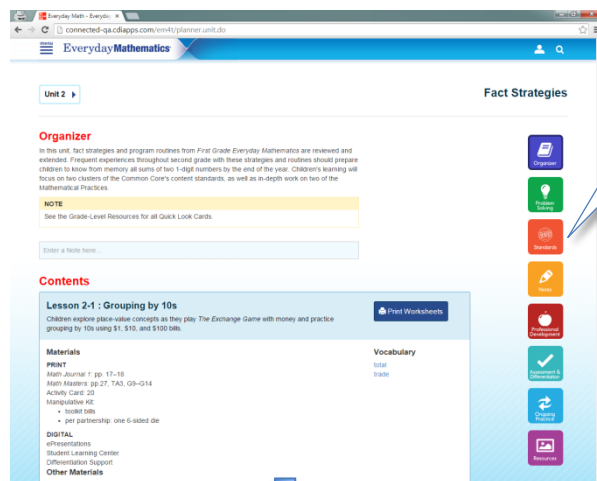 Everyday Math - Everyday
connected-qa.cdiapps.com/em4t/planner.unit.do
menu
EverydayMathematics
Unit 2
Fact Strategies
Organizer
In this unit, fact strategies and program routines from First Grade Everyday Mathematics are reviewed and
extended. Frequent experiences throughout second grade with these strategies and routines should prepare
children to know from memory all sums of two 1-digit numbers by the end of the year. Children's learning will
focus on two clusters of the Common Core's content standards, as well as in-depth work on two of the
Mathematical Practices.
NOTE
See the Grade-Level Resources for all Quick Look Cards.
Enter a Note here...
Organizer
Problem
Solving
Standards
Notes
Professional
Development
Assessment &
Differentiation
Ongoing
Practice
Resources
Contents
Lesson 2-1 : Grouping by 10s
Children explore place-value concepts as they play The Exchange Game with money and practice
grouping by 10s using $1, $10, and $100 bills.
Print Worksheets
Materials
PRINT
Math Journal 1: pp. 17–18
Math Masters: pp.27, TA3, G9–G14
Activity Card: 20
Manipulative Kit:
• toolkit bills
• per partnership: one 6-sided die
DIGITAL
ePresentations
Student Learning Center
Differentiation Support
Other Materials
Vocabulary
total
trade